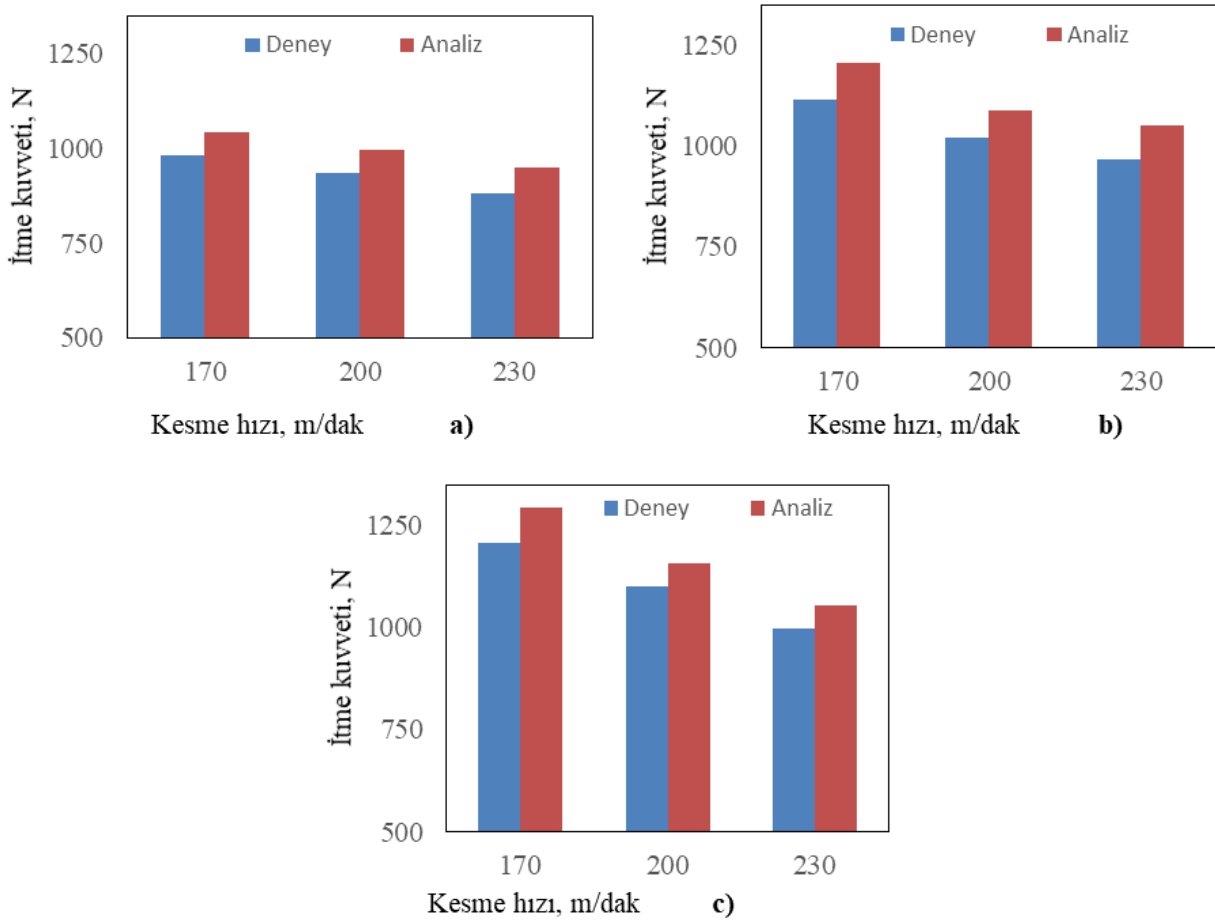 Deney Analiz
İtme kuvveti, N
1250
1000
750
500
170 200 230
Kesme hızı, m/dak a)
Deney Analiz
İtme kuvveti, N
1250
1000
750
500
170 200 230
Kesme hızı, m/dak b)
Deney Analiz
İtme kuvveti, N
1250
1000
750
500
170 200 230
Kesme hızı, m/dak c)